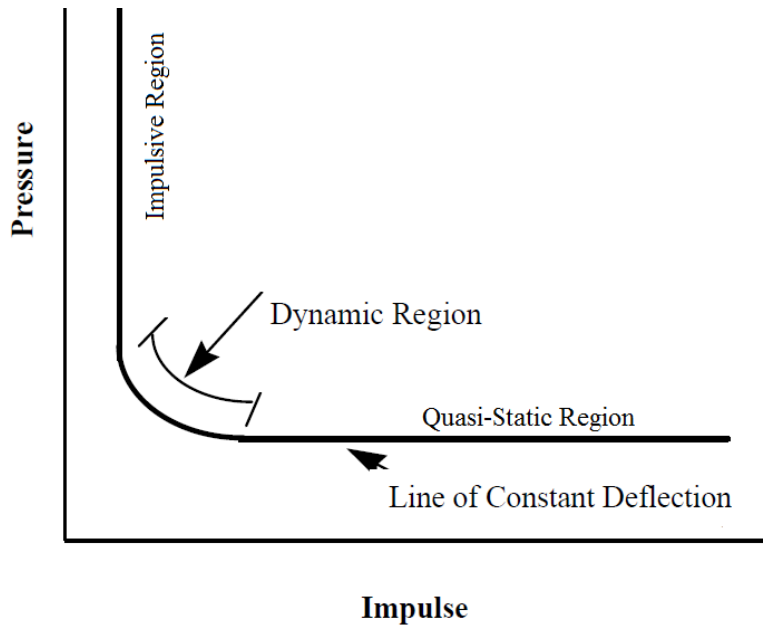 Pressure
Impulsive Region
Dynamic Region
Quasi-Static Region
Line of Constant Deflection
Impulse